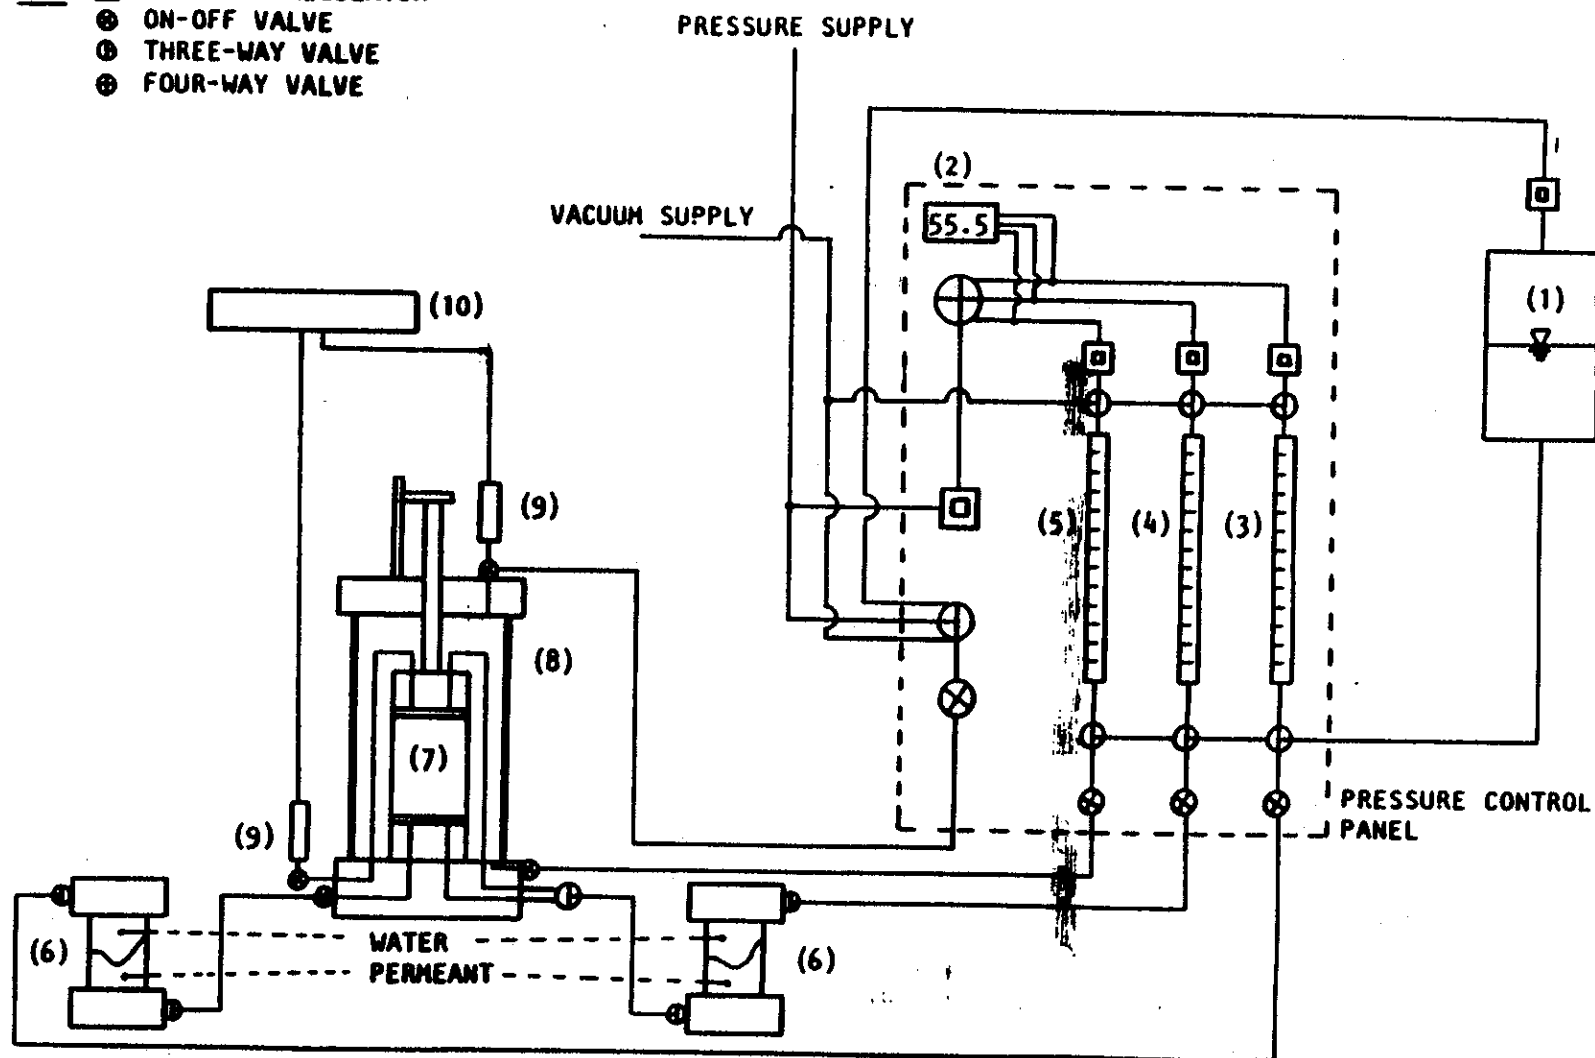 ON-OFF VALVE
THREE-WAY VALVE
FOUR-WAY VALVE
PRESSURE SUPPLY
(2)
VACUUM SUPPLY
55.5
(10)
(1)
(9)
(5)
(4)
(3)
(8)
(7)
(9)
PRESSURE CONTROL
PANEL
(6)
WATER
PERMEANT
(6)